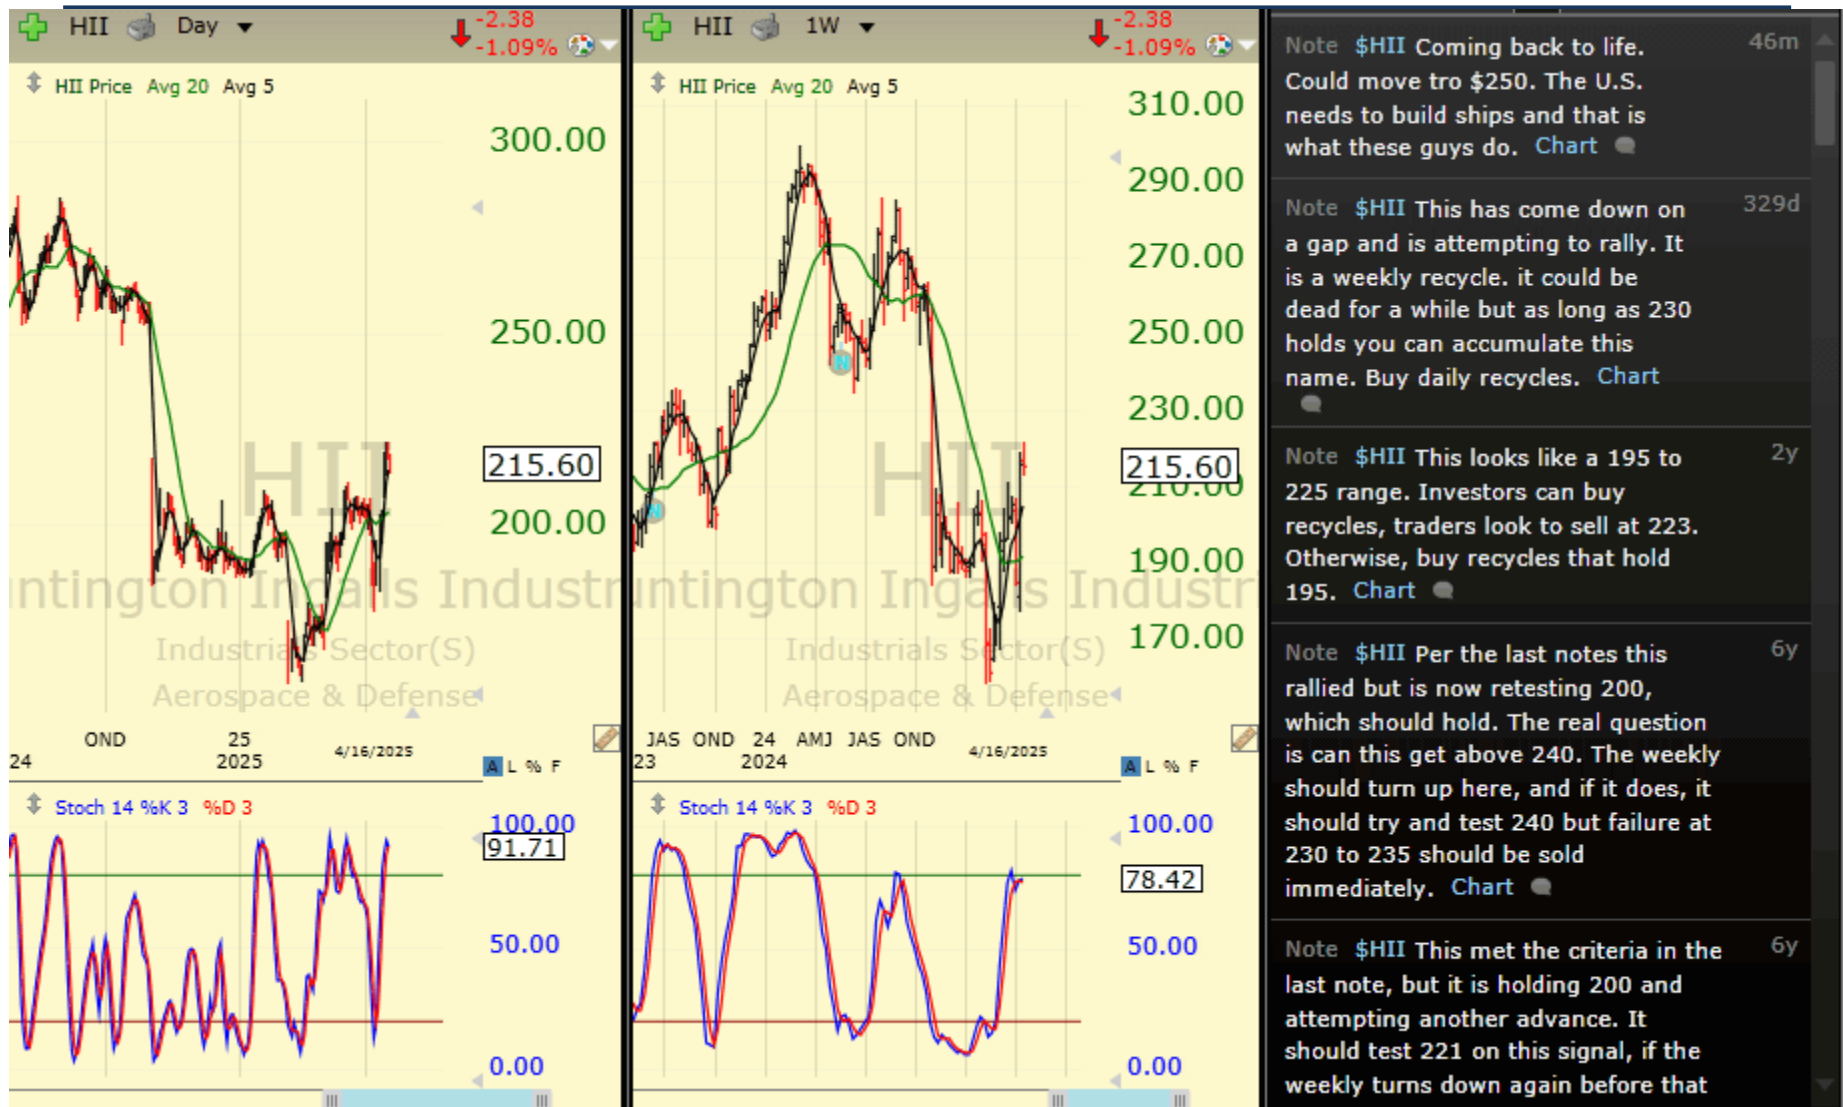 HII Day
-2.38
-1.09%
HII Price Avg 20 Avg 5
300.00
250.00
215.60
200.00
HII
ntington Ingalls Industr
Industrials Sector(S)
Aerospace & Defense
OND 25 4/16/2025
24 2025
A L % F
Stoch 14 %K 3 %D 3
100.00
91.71
50.00
0.00
HII 1W
-2.38
-1.09%
HII Price Avg 20 Avg 5
310.00
290.00
270.00
250.00
230.00
215.60
210.00
190.00
170.00
N
N
HII
untington Ingalls Industri
Industrials Sector(S)
Aerospace & Defense
JAS OND 24 AMJ JAS OND 4/16/2025
23 2024
A L % F
Stoch 14 %K 3 %D 3
100.00
78.42
50.00
0.00
Note $HII Coming back to life. 46m
Could move tro $250. The U.S.
needs to build ships and that is
what these guys do. Chart
Note $HII This has come down on 329d
a gap and is attempting to rally. It
is a weekly recycle. it could be
dead for a while but as long as 230
holds you can accumulate this
name. Buy daily recycles. Chart
Note $HII This looks like a 195 to 2y
225 range. Investors can buy
recycles, traders look to sell at 223.
Otherwise, buy recycles that hold
195. Chart
Note $HII Per the last notes this 6y
rallied but is now retesting 200,
which should hold. The real question
is can this get above 240. The weekly
should turn up here, and if it does, it
should try and test 240 but failure at
230 to 235 should be sold
immediately. Chart
Note $HII This met the criteria in the 6y
last note, but it is holding 200 and
attempting another advance. It
should test 221 on this signal, if the
weekly turns down again before that